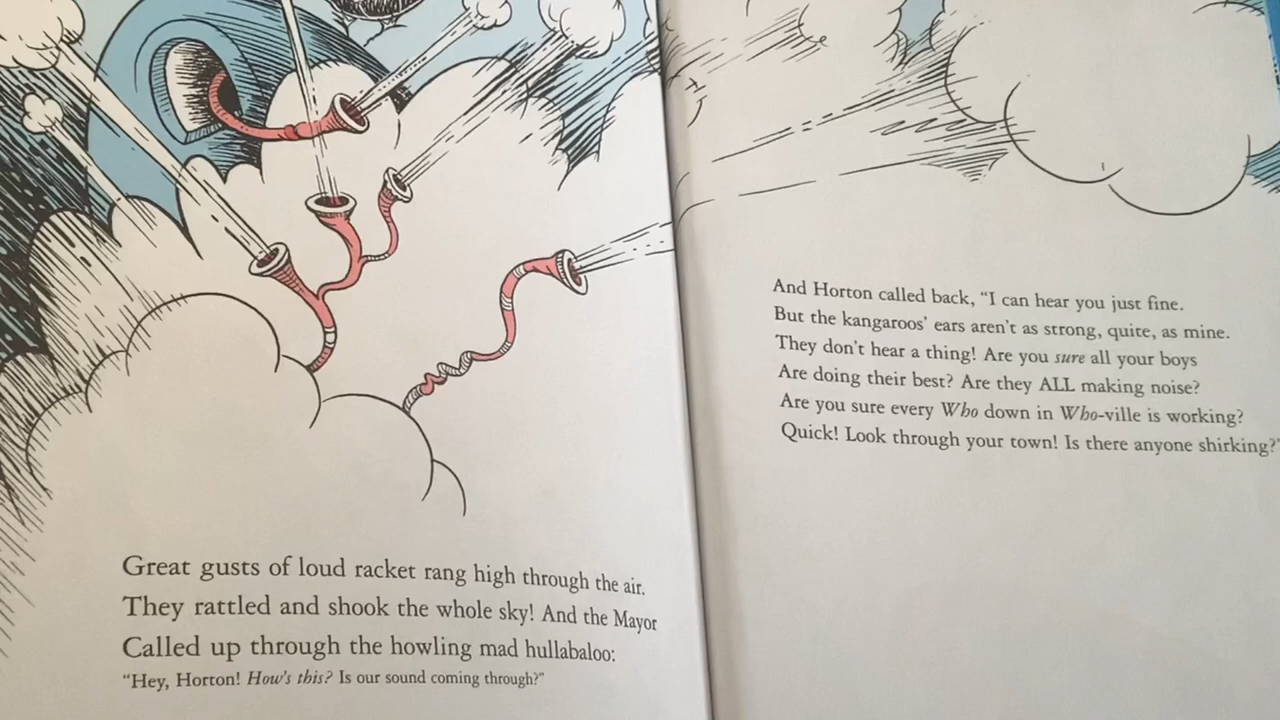 Great gusts of loud racket rang high through the air.
They rattled and shook the whole sky! And the Mayor
Called up through the howling mad hullabaloo:
"Hey, Horton! How's this? Is our sound coming through?"
And Horton called back, "I can hear you just fine.
But the kangaroos' ears aren't as strong, quite, as mine.
They don't hear a thing! Are you sure all your boys
Are doing their best? Are they ALL making noise?
Are you sure every Who down in Who-ville is working?
Quick! Look through your town! Is there anyone shirking?"